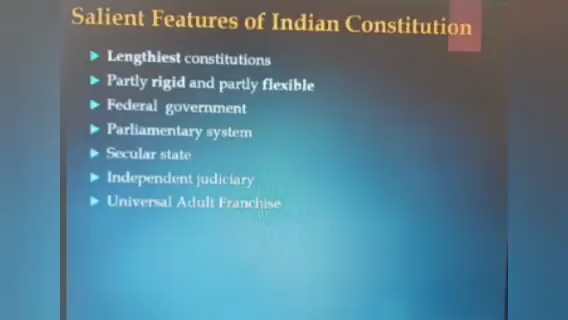 Salient Features of Indian Constitution
Lengthiest constitutions
Partly rigid and partly flexible
Federal government
Parliamentary system
Secular state
Independent judiciary
Universal Adult Franchise